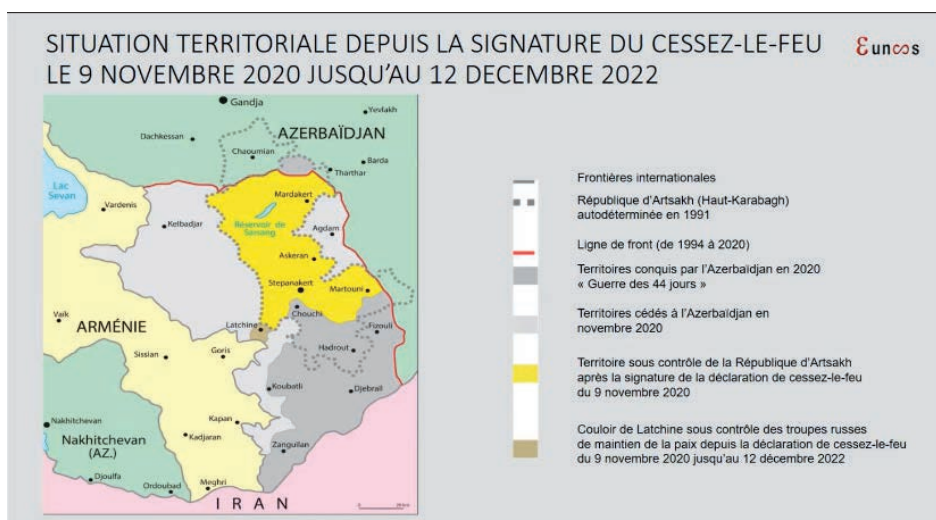 SITUATION TERRITORIALE DEPUIS LA SIGNATURE DU CESSEZ-LE-FEU
LE 9 NOVEMBRE 2020 JUSQU'AU 12 DECEMBRE 2022
Gandja
Yevlakh
AZERBAÏDJAN
Dachkessan
Chaoumian
Barda
Tharthar
Lac
Sevan
Mardakert
Vardenis
Kelbadjar
Réservoir de
Sarsang
Agdam
Askeran
Stepanakert
Martouni
Chouchi
Vaik
ARMÉNIE
Latchine
Fizouli
Sissian
Goris
Hadrout
Koubatli
Djebraïl
Nakhitchevan
Kapan
Nakhitchevan
(AZ.)
Kadjaran
Zanguilan
Djoulfa
Ordoubad
Meghri
IRAN
Frontières internationales
République d'Artsakh (Haut-Karabagh)
autodéterminée en 1991
Ligne de front (de 1994 à 2020)
Territoires conquis par l'Azerbaïdjan en 2020
« Guerre des 44 jours »
Territoires cédés à l'Azerbaïdjan en
novembre 2020
Territoire sous contrôle de la République d'Artsakh
après la signature de la déclaration de cessez-le-feu
du 9 novembre 2020
Couloir de Latchine sous contrôle des troupes russes
de maintien de la paix depuis la déclaration de cessez-le-feu
du 9 novembre 2020 jusqu'au 12 décembre 2022